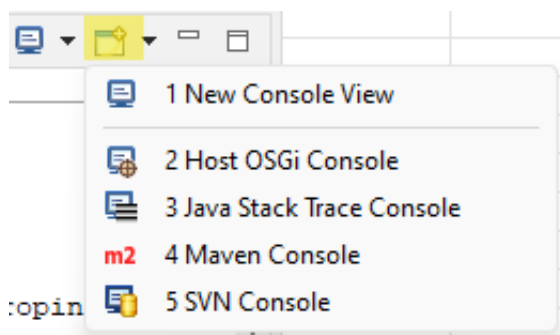 1 New Console View
2 Host OSGi Console
3 Java Stack Trace Console
m2 4 Maven Console
5 SVN Console
copin